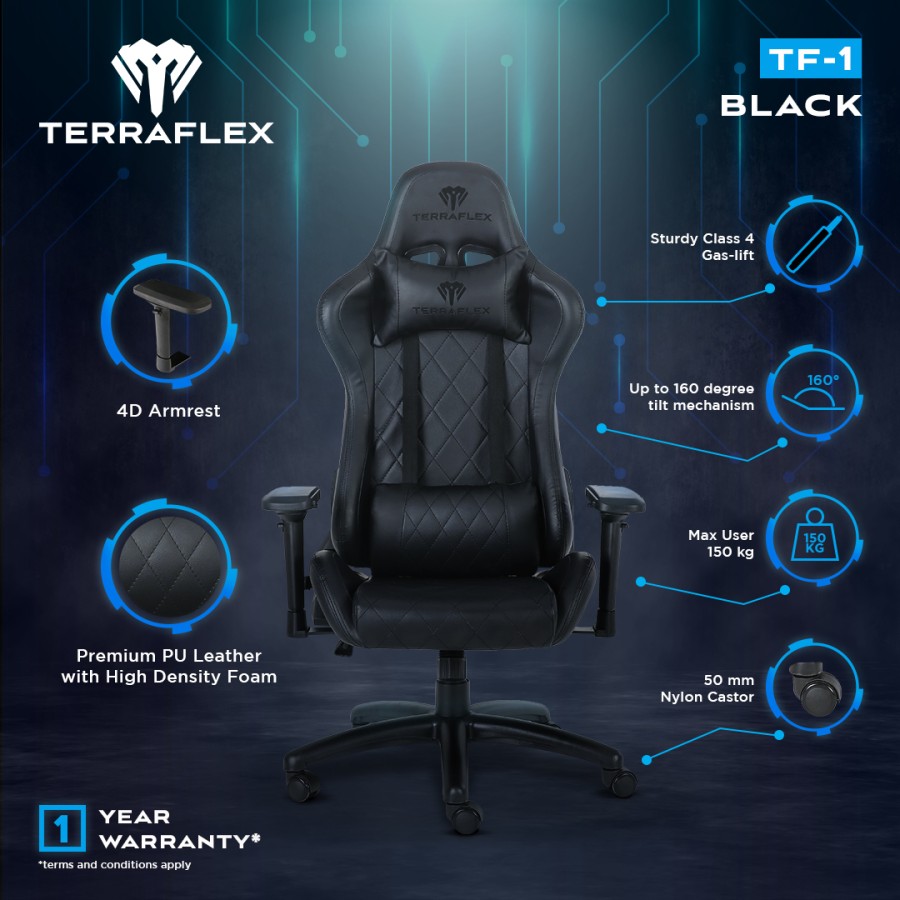 TERRAFLEX
TF-1
BLACK
TERRAFLEX
TERRAFLEX
Sturdy Class 4
Gas-lift
4D Armrest
160°
Up to 160 degree
tilt mechanism
Max User
150 kg
150
KG
Premium PU Leather
with High Density Foam
50 mm
Nylon Castor
1 YEAR
WARRANTY*
*terms and conditions apply